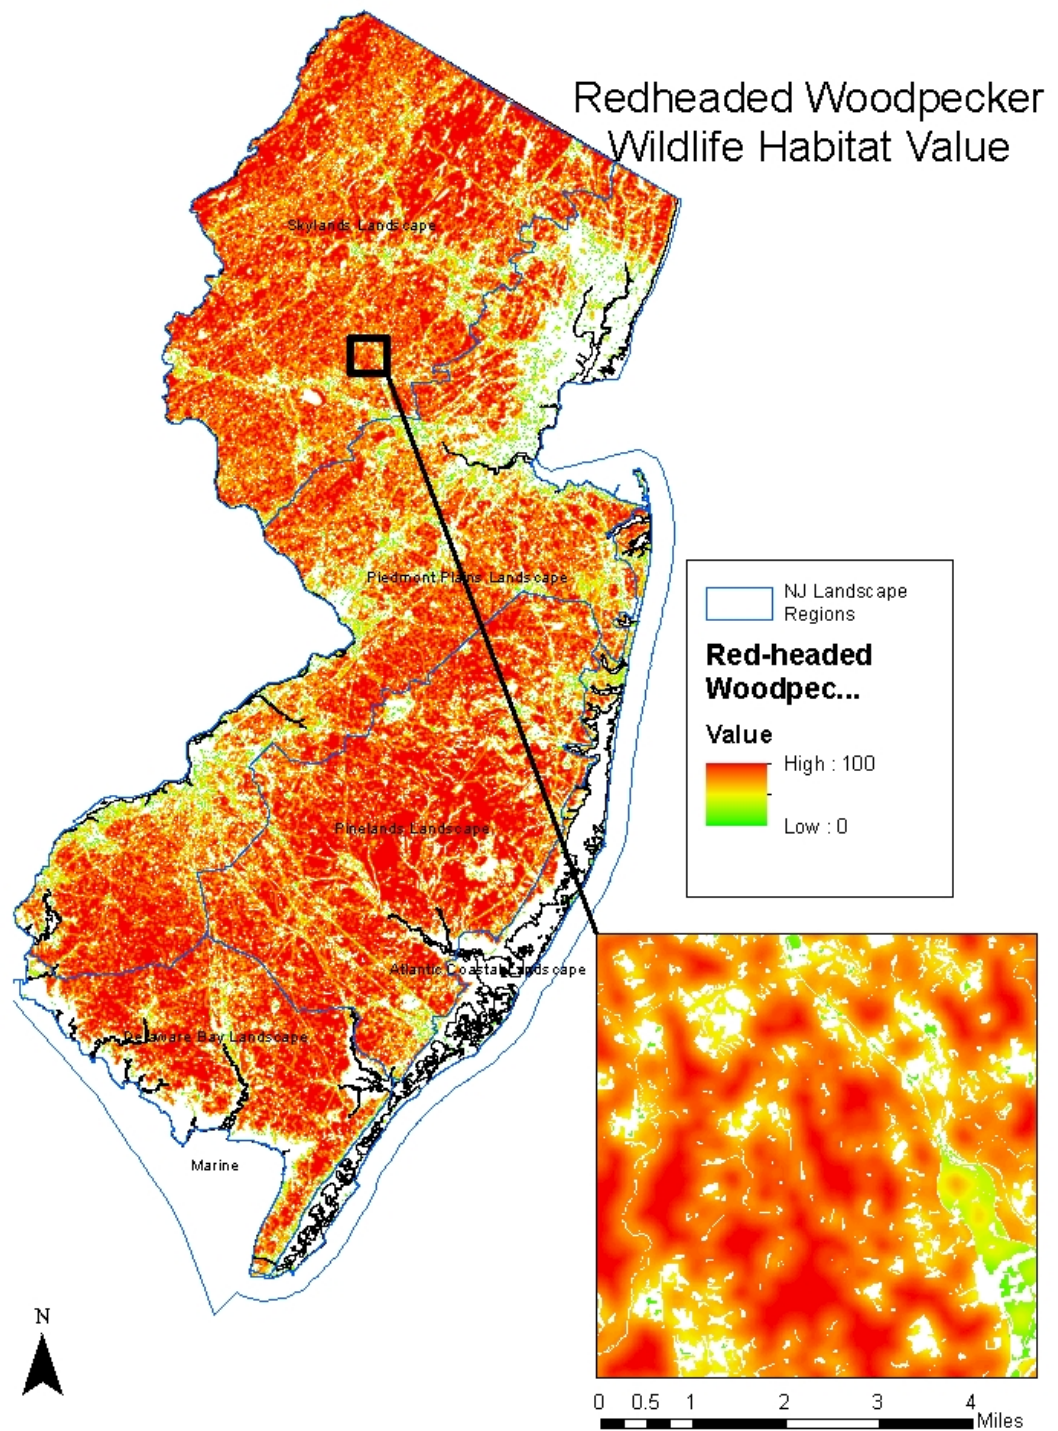 Redheaded Woodpecker
Wildlife Habitat Value
Skylands Landscape
Piedmont Plains Landscape
NJ Landscape
Regions
Red-headed
Woodpec...
Value
High : 100
Low : 0
Pinelands Landscape
Atlantic Coastal Landscape
Delaware Bay Landscape
Marine
N
0 0.5 1 2 3 4
Miles